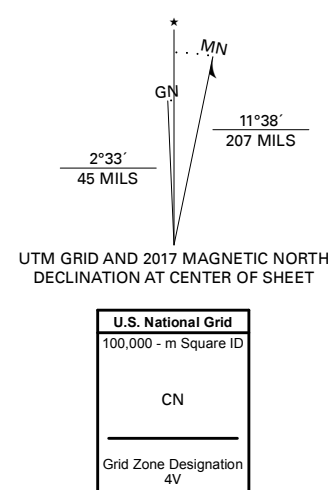 ★
MN
GN
11°38´
207 MILS
2°33´
45 MILS
UTM GRID AND 2017 MAGNETIC NORTH
DECLINATION AT CENTER OF SHEET
U.S. National Grid
100,000 - m Square ID
CN
Grid Zone Designation
4V